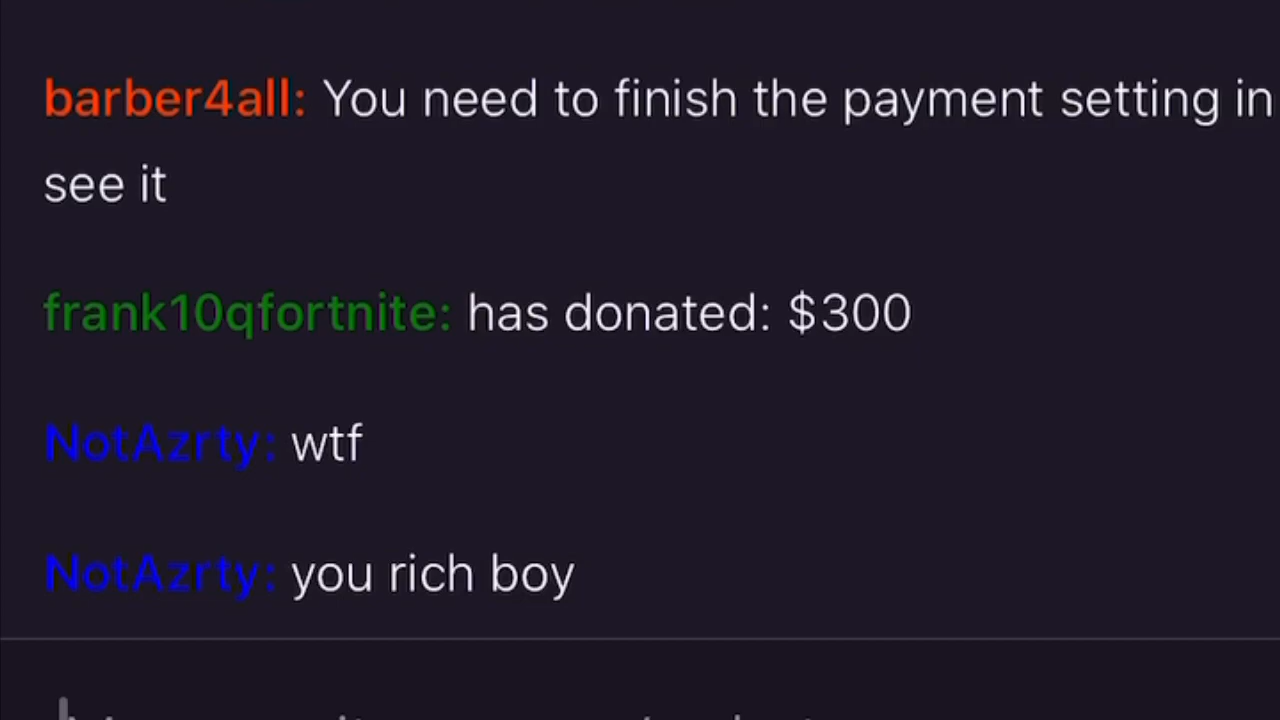 barber4all: You need to finish the payment setting in
see it
frank10qfortnite: has donated: $300
NotAzrty: wtf
NotAzrty: you rich boy